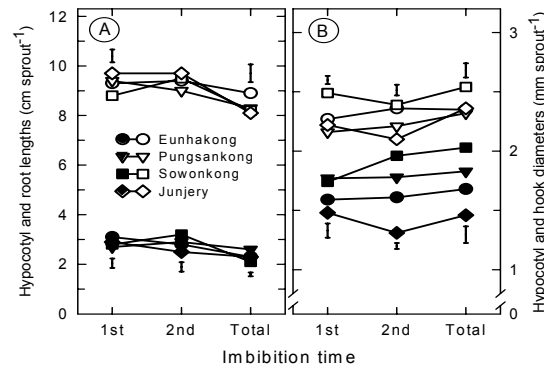 12
10
8
6
4
2
0
Hypocotyl and root lengths (cm sprout⁻¹)
A
Eunhakong
Pungsankong
Sowonkong
Junjery
1st 2nd Total
B
1st 2nd Total
3
2
1
0
Hypocotyl and hook diameters (mm sprout⁻¹)
Imbibition time